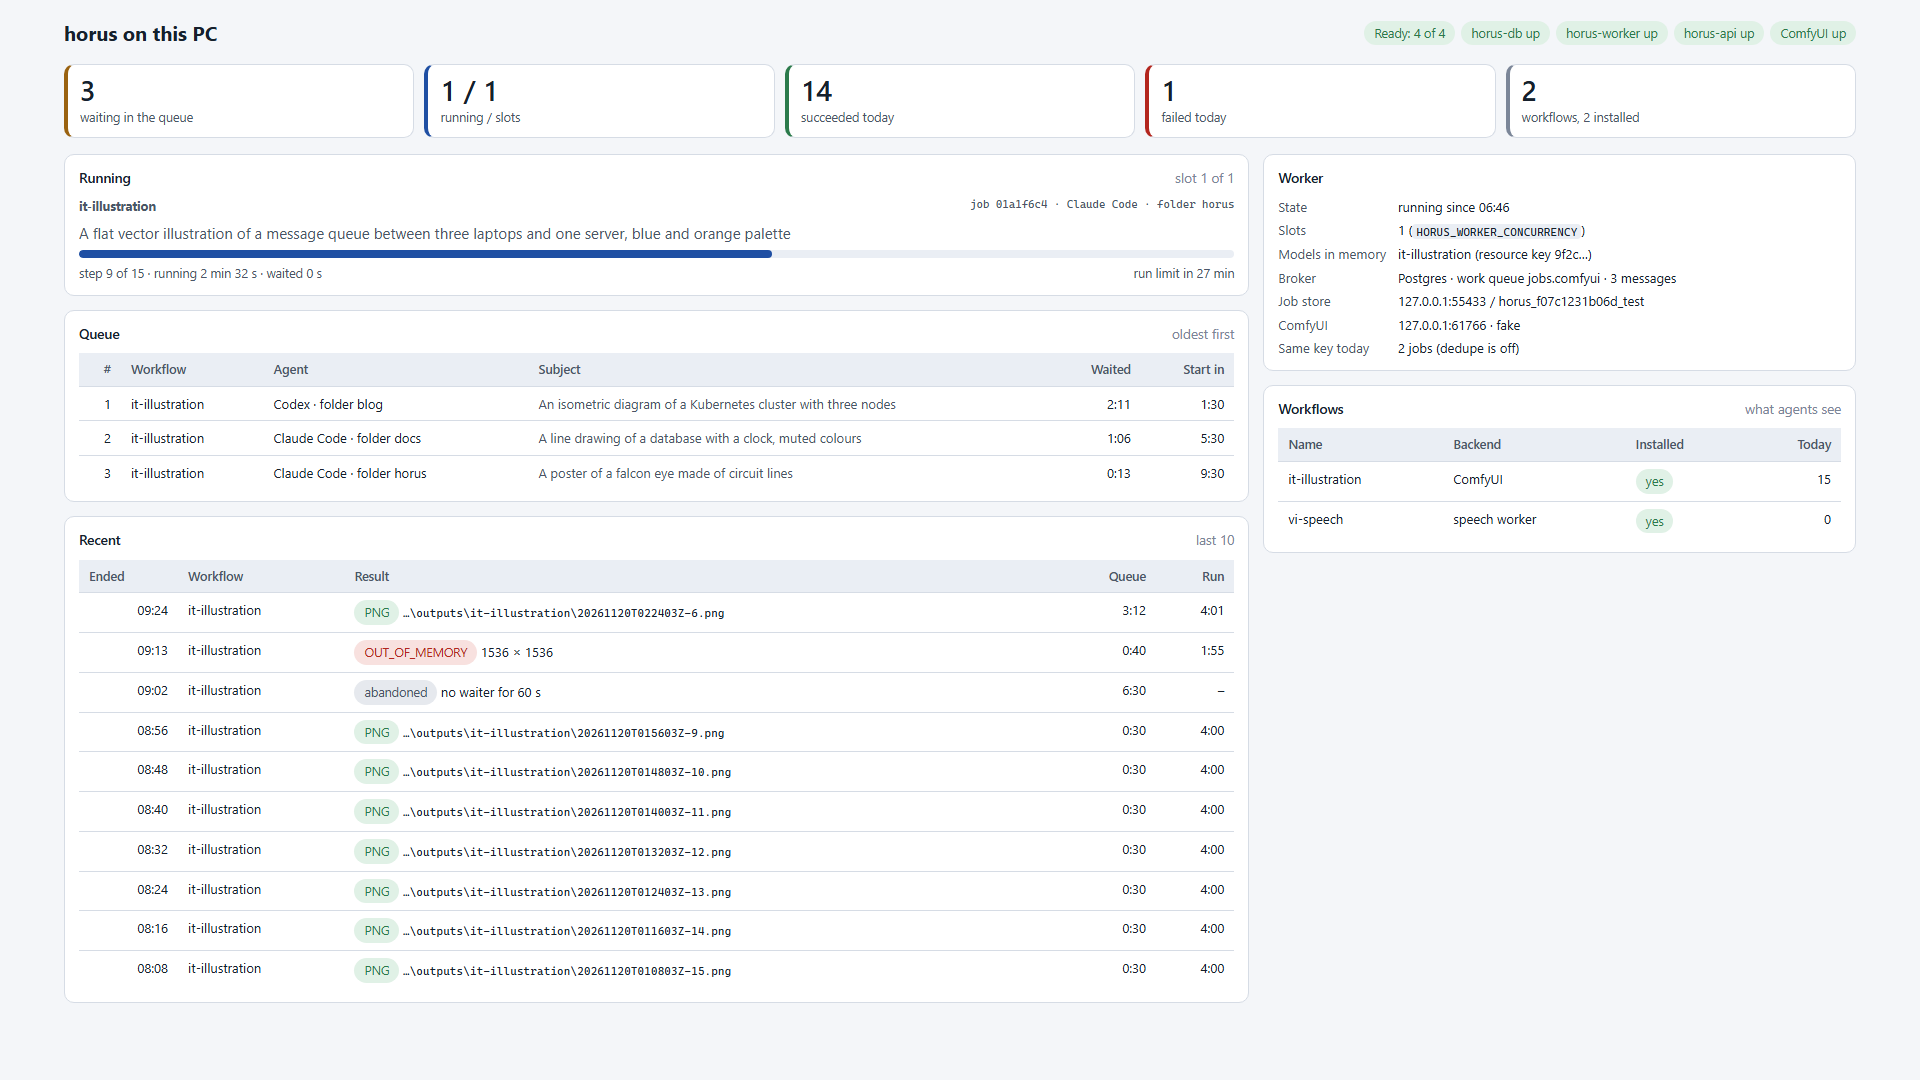 horus on this PC
Ready: 4 of 4 horus-db up horus-worker up horus-api up ComfyUI up
3
waiting in the queue
1 / 1
running / slots
14
succeeded today
1
failed today
2
workflows, 2 installed
Running slot 1 of 1
it-illustration job 01a1f6c4 · Claude Code · folder horus
A flat vector illustration of a message queue between three laptops and one server, blue and orange palette
step 9 of 15 · running 2 min 32 s · waited 0 s run limit in 27 min
Queue oldest first
# Workflow Agent Subject Waited Start in
1 it-illustration Codex · folder blog An isometric diagram of a Kubernetes cluster with three nodes 2:11 1:30
2 it-illustration Claude Code · folder docs A line drawing of a database with a clock, muted colours 1:06 5:30
3 it-illustration Claude Code · folder horus A poster of a falcon eye made of circuit lines 0:13 9:30
Recent last 10
Ended Workflow Result Queue Run
09:24 it-illustration PNG …\outputs\it-illustration\20261120T022403Z-6.png 3:12 4:01
09:13 it-illustration OUT_OF_MEMORY 1536 × 1536 0:40 1:55
09:02 it-illustration abandoned no waiter for 60 s 6:30 –
08:56 it-illustration PNG …\outputs\it-illustration\20261120T015603Z-9.png 0:30 4:00
08:48 it-illustration PNG …\outputs\it-illustration\20261120T014803Z-10.png 0:30 4:00
08:40 it-illustration PNG …\outputs\it-illustration\20261120T014003Z-11.png 0:30 4:00
08:32 it-illustration PNG …\outputs\it-illustration\20261120T013203Z-12.png 0:30 4:00
08:24 it-illustration PNG …\outputs\it-illustration\20261120T012403Z-13.png 0:30 4:00
08:16 it-illustration PNG …\outputs\it-illustration\20261120T011603Z-14.png 0:30 4:00
08:08 it-illustration PNG …\outputs\it-illustration\20261120T010803Z-15.png 0:30 4:00
Worker
State running since 06:46
Slots 1 ( HORUS_WORKER_CONCURRENCY )
Models in memory it-illustration (resource key 9f2c…)
Broker Postgres · work queue jobs.comfyui · 3 messages
Job store 127.0.0.1:55433 / horus_f07c1231b06d_test
ComfyUI 127.0.0.1:61766 · fake
Same key today 2 jobs (dedupe is off)
Workflows what agents see
Name Backend Installed Today
it-illustration ComfyUI yes 15
vi-speech speech worker yes 0